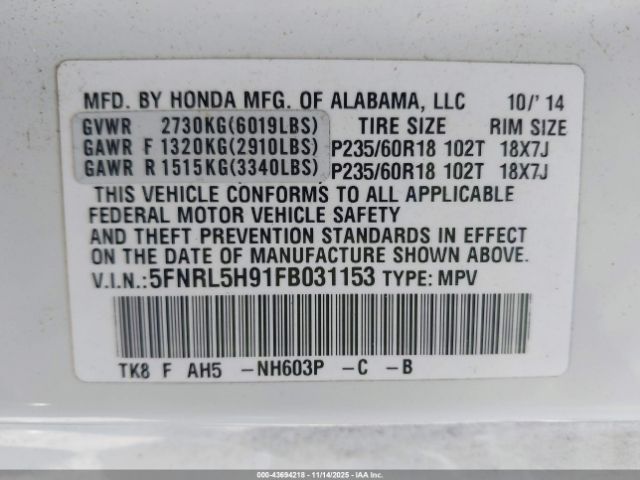 MFD. BY HONDA MFG. OF ALABAMA, LLC 10/'14
GVWR 2730KG(6019LBS) TIRE SIZE RIM SIZE
GAWR F 1320KG(2910LBS) P235/60R18 102T 18X7J
GAWR R 1515KG(3340LBS) P235/60R18 102T 18X7J
THIS VEHICLE CONFORMS TO ALL APPLICABLE
FEDERAL MOTOR VEHICLE SAFETY
AND THEFT PREVENTION STANDARDS IN EFFECT
ON THE DATE OF MANUFACTURE SHOWN ABOVE.
V.I.N.:5FNRL5H91FB031153 TYPE: MPV
TK8 F AH5 -NH603P -C -B
000-43694218 - 11/14/2025 - COPYRIGHT IAA, LLC